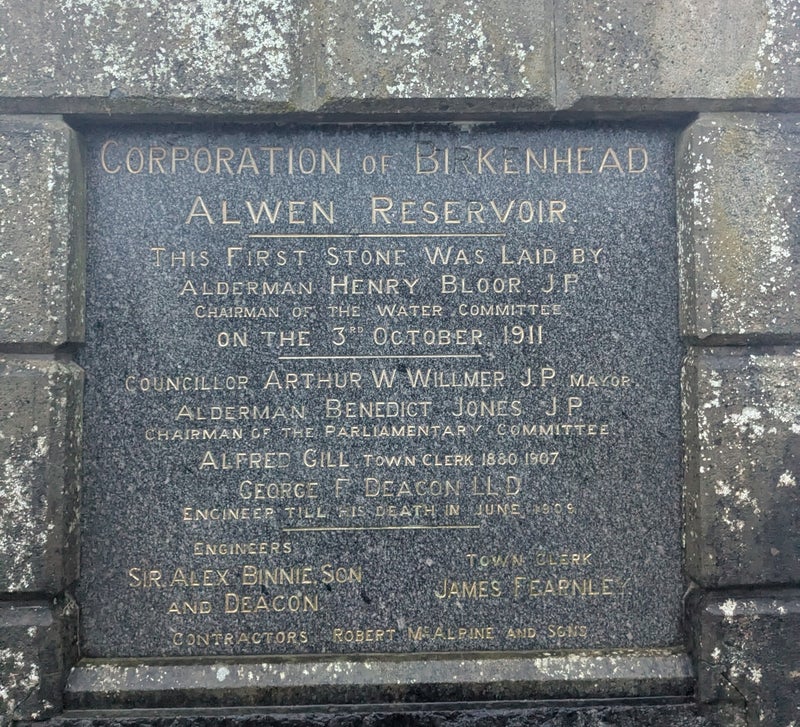 CORPORATION OF BIRKENHEAD.
ALWEN RESERVOIR.
THIS FIRST STONE WAS LAID BY
ALDERMAN HENRY BLOOR J.P.
CHAIRMAN OF THE WATER COMMITTEE,
ON THE 3RD OCTOBER 1911
COUNCILLOR ARTHUR W. WILLMER J.P. MAYOR.
ALDERMAN BENEDICT JONES J.P.
CHAIRMAN OF THE PARLIAMENTARY COMMITTEE
ALFRED GILL TOWN CLERK 1880-1907
GEORGE F. DEACON LL.D.
ENGINEER TILL HIS DEATH IN JUNE 1909
ENGINEERS
SIR ALEX BINNIE, SON
AND DEACON.
TOWN CLERK
JAMES FEARNLEY
CONTRACTORS ROBERT MCALPINE AND SONS